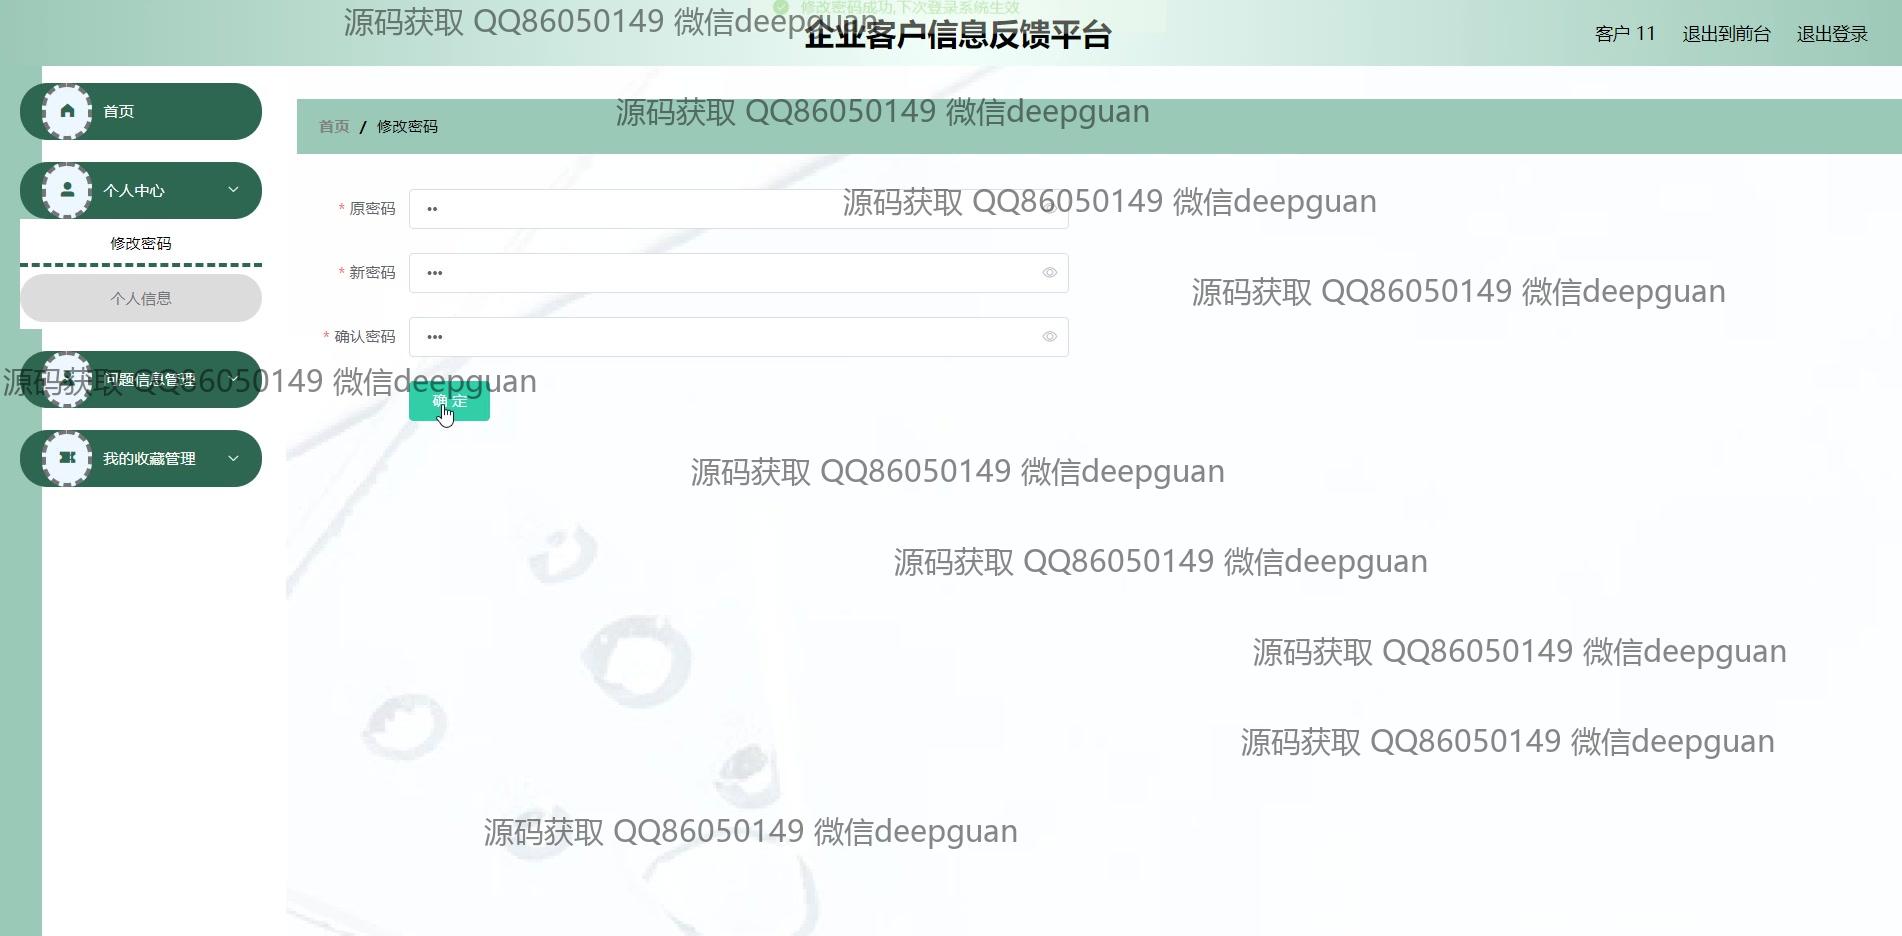 修改密码成功,下次登录系统生效
源码获取 QQ86050149 微信deepguan
企业客户信息反馈平台
客户 11 退出到前台 退出登录
首页
源码获取 QQ86050149 微信deepguan
首页 / 修改密码
个人中心
源码获取 QQ86050149 微信deepguan
* 原密码 ••
修改密码
* 新密码 •••
源码获取 QQ86050149 微信deepguan
个人信息
* 确认密码 •••
问题信息管理
源码获取 QQ86050149 微信deepguan
确 定
我的收藏管理
源码获取 QQ86050149 微信deepguan
源码获取 QQ86050149 微信deepguan
源码获取 QQ86050149 微信deepguan
源码获取 QQ86050149 微信deepguan
源码获取 QQ86050149 微信deepguan